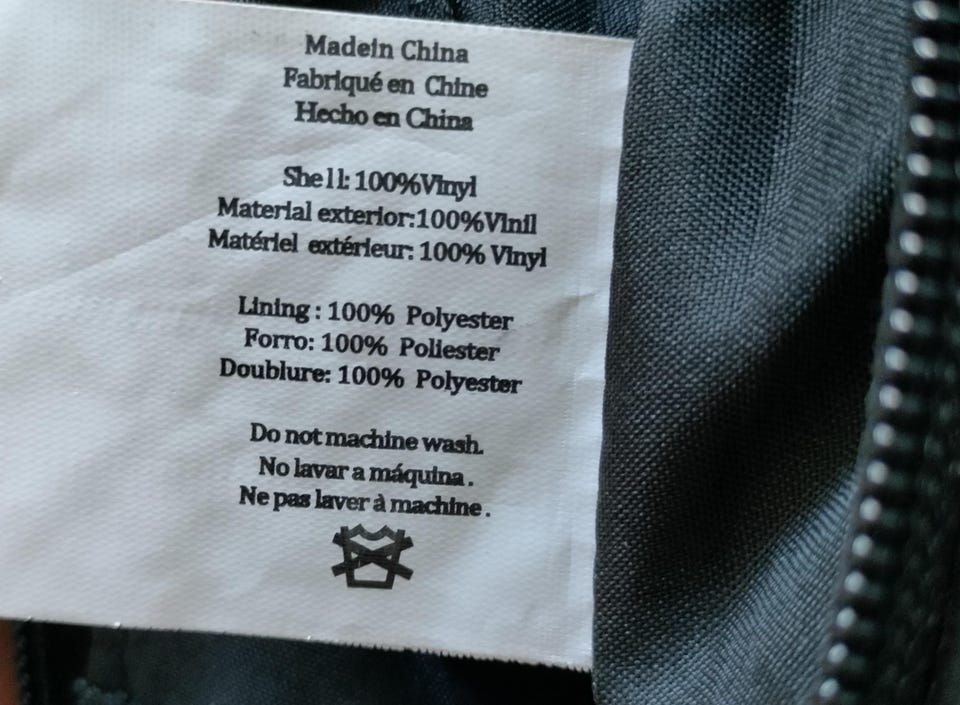 Madein China
Fabriqué en Chine
Hecho en China
Shell: 100%Vinyl
Material exterior:100%Vinil
Matériel extérieur: 100% Vinyl
Lining : 100% Polyester
Forro: 100% Poliester
Doublure: 100% Polyester
Do not machine wash.
No lavar a máquina .
Ne pas laver à machine .